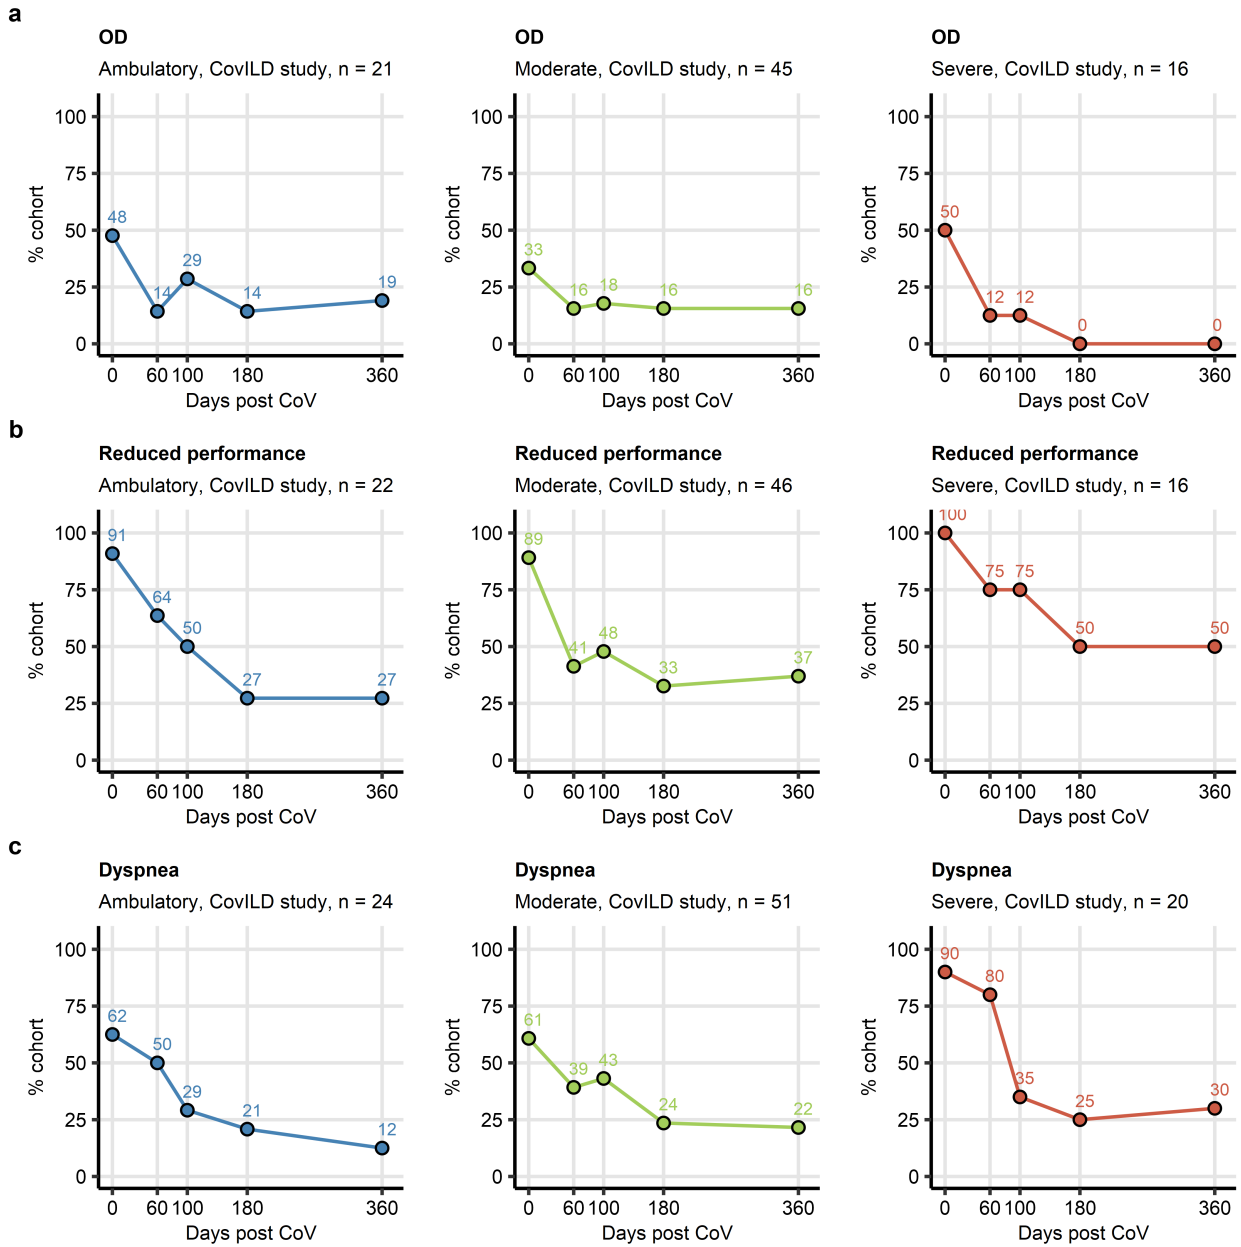 a
OD OD OD
Ambulatory, CovILD study, n = 21 Moderate, CovILD study, n = 45 Severe, CovILD study, n = 16
% cohort % cohort % cohort
100 100 100
75 75 75
50 50 50
25 25 25
0 0 0
48 14 29 14 19
33 16 18 16 16
50 12 12 0 0
0 60 100 180 360 0 60 100 180 360 0 60 100 180 360
Days post CoV Days post CoV Days post CoV
b
Reduced performance Reduced performance Reduced performance
Ambulatory, CovILD study, n = 22 Moderate, CovILD study, n = 46 Severe, CovILD study, n = 16
% cohort % cohort % cohort
100 100 100
75 75 75
50 50 50
25 25 25
0 0 0
91 64 50 27 27
89 41 48 33 37
100 75 75 50 50
0 60 100 180 360 0 60 100 180 360 0 60 100 180 360
Days post CoV Days post CoV Days post CoV
c
Dyspnea Dyspnea Dyspnea
Ambulatory, CovILD study, n = 24 Moderate, CovILD study, n = 51 Severe, CovILD study, n = 20
% cohort % cohort % cohort
100 100 100
75 75 75
50 50 50
25 25 25
0 0 0
62 50 29 21 12
61 39 43 24 22
90 80 35 25 30
0 60 100 180 360 0 60 100 180 360 0 60 100 180 360
Days post CoV Days post CoV Days post CoV